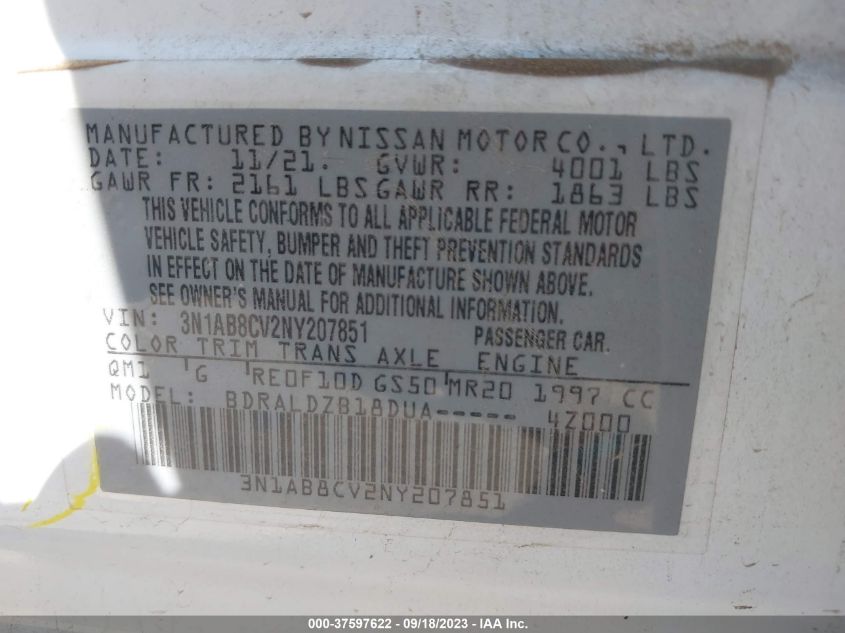 MANUFACTURED BY NISSAN MOTOR CO., LTD.
DATE: 11/21. GVWR: 4001 LBS
GAWR FR: 2161 LBS GAWR RR: 1863 LBS
THIS VEHICLE CONFORMS TO ALL APPLICABLE FEDERAL MOTOR
VEHICLE SAFETY, BUMPER AND THEFT PREVENTION STANDARDS
IN EFFECT ON THE DATE OF MANUFACTURE SHOWN ABOVE.
SEE OWNER'S MANUAL FOR ADDITIONAL INFORMATION.
VIN: 3N1AB8CV2NY207851 PASSENGER CAR.
COLOR TRIM TRANS AXLE ENGINE
QM1 G RE0F10D GS50 MR20 1997 CC
MODEL: BDRALDZB18DUA----- 4Z000
3N1AB8CV2NY207851
000-37597622 - 09/18/2023 - IAA Inc.